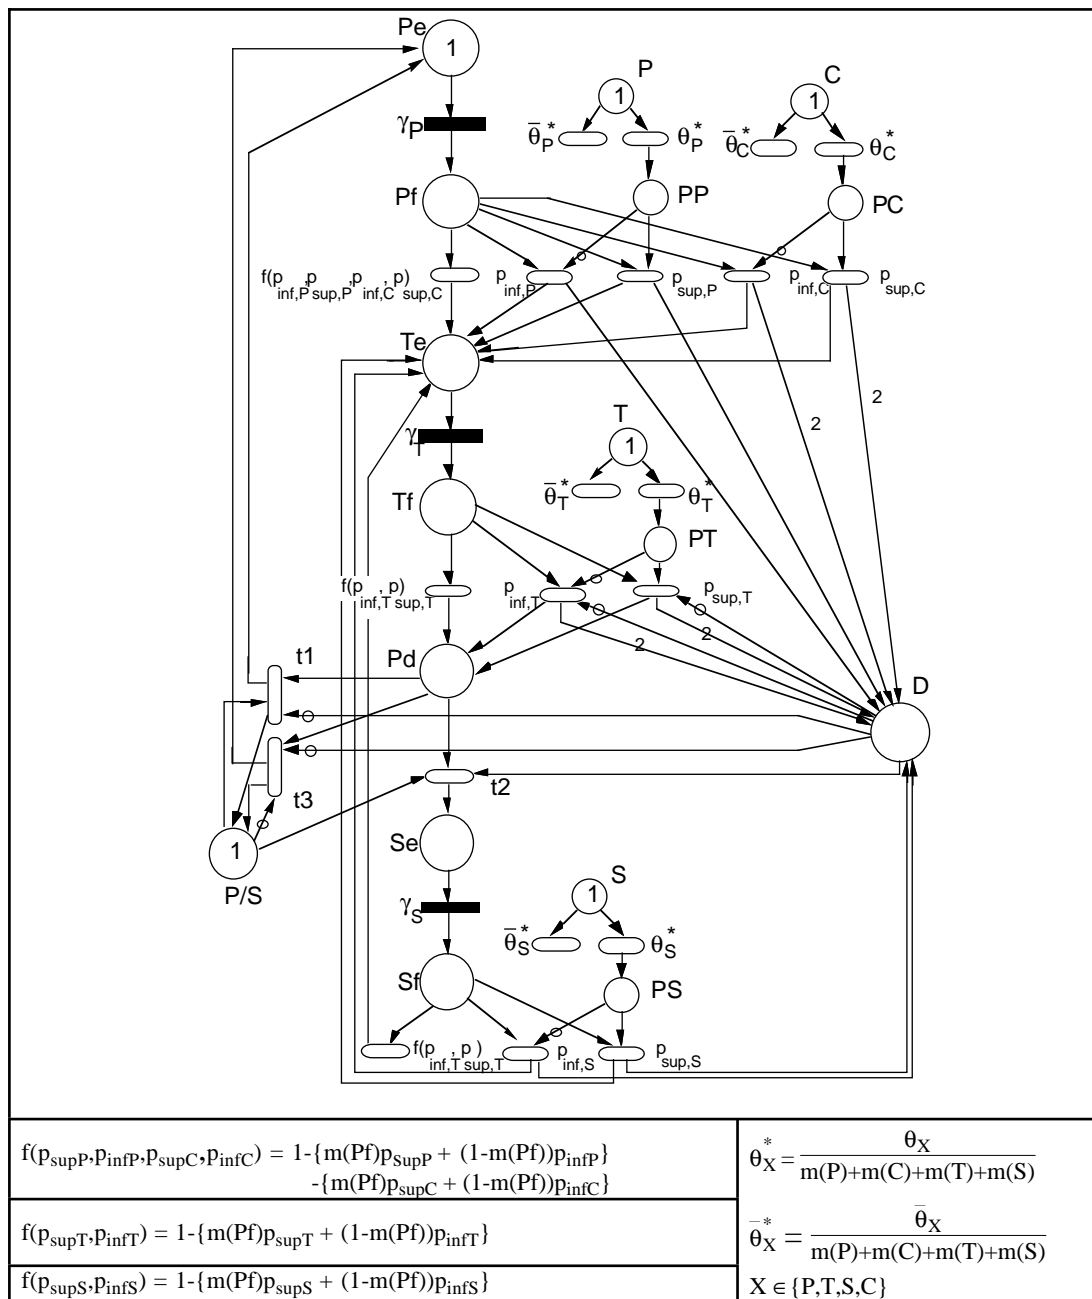 Pe
1
P
C
1
1
γP
θ̄P*
θP*
θ̄C*
θC*
Pf
PP
PC
f(pinf,P,psup,P,pinf,C,psup,C)
pinf,P
psup,P
pinf,C
psup,C
Te
2
2
T
γT
1
θ̄T*
θT*
Tf
PT
f(pinf,T,psup,T)
pinf,T
psup,T
2
2
Pd
t1
D
t3
t2
1
P/S
Se
S
γS
1
θ̄S*
θS*
Sf
PS
f(pinf,T,psup,T)
pinf,S
psup,S
f(psupP,pinfP,psupC,pinfC) = 1-{m(Pf)pSupP + (1-m(Pf))pinfP}
-{m(Pf)psupC + (1-m(Pf))pinfC}
f(psupT,pinfT) = 1-{m(Pf)psupT + (1-m(Pf))pinfT}
f(psupS,pinfS) = 1-{m(Pf)psupS + (1-m(Pf))pinfS}
θX* = θX / m(P)+m(C)+m(T)+m(S)
θ̄X* = θ̄X / m(P)+m(C)+m(T)+m(S)
X ∈ {P,T,S,C}